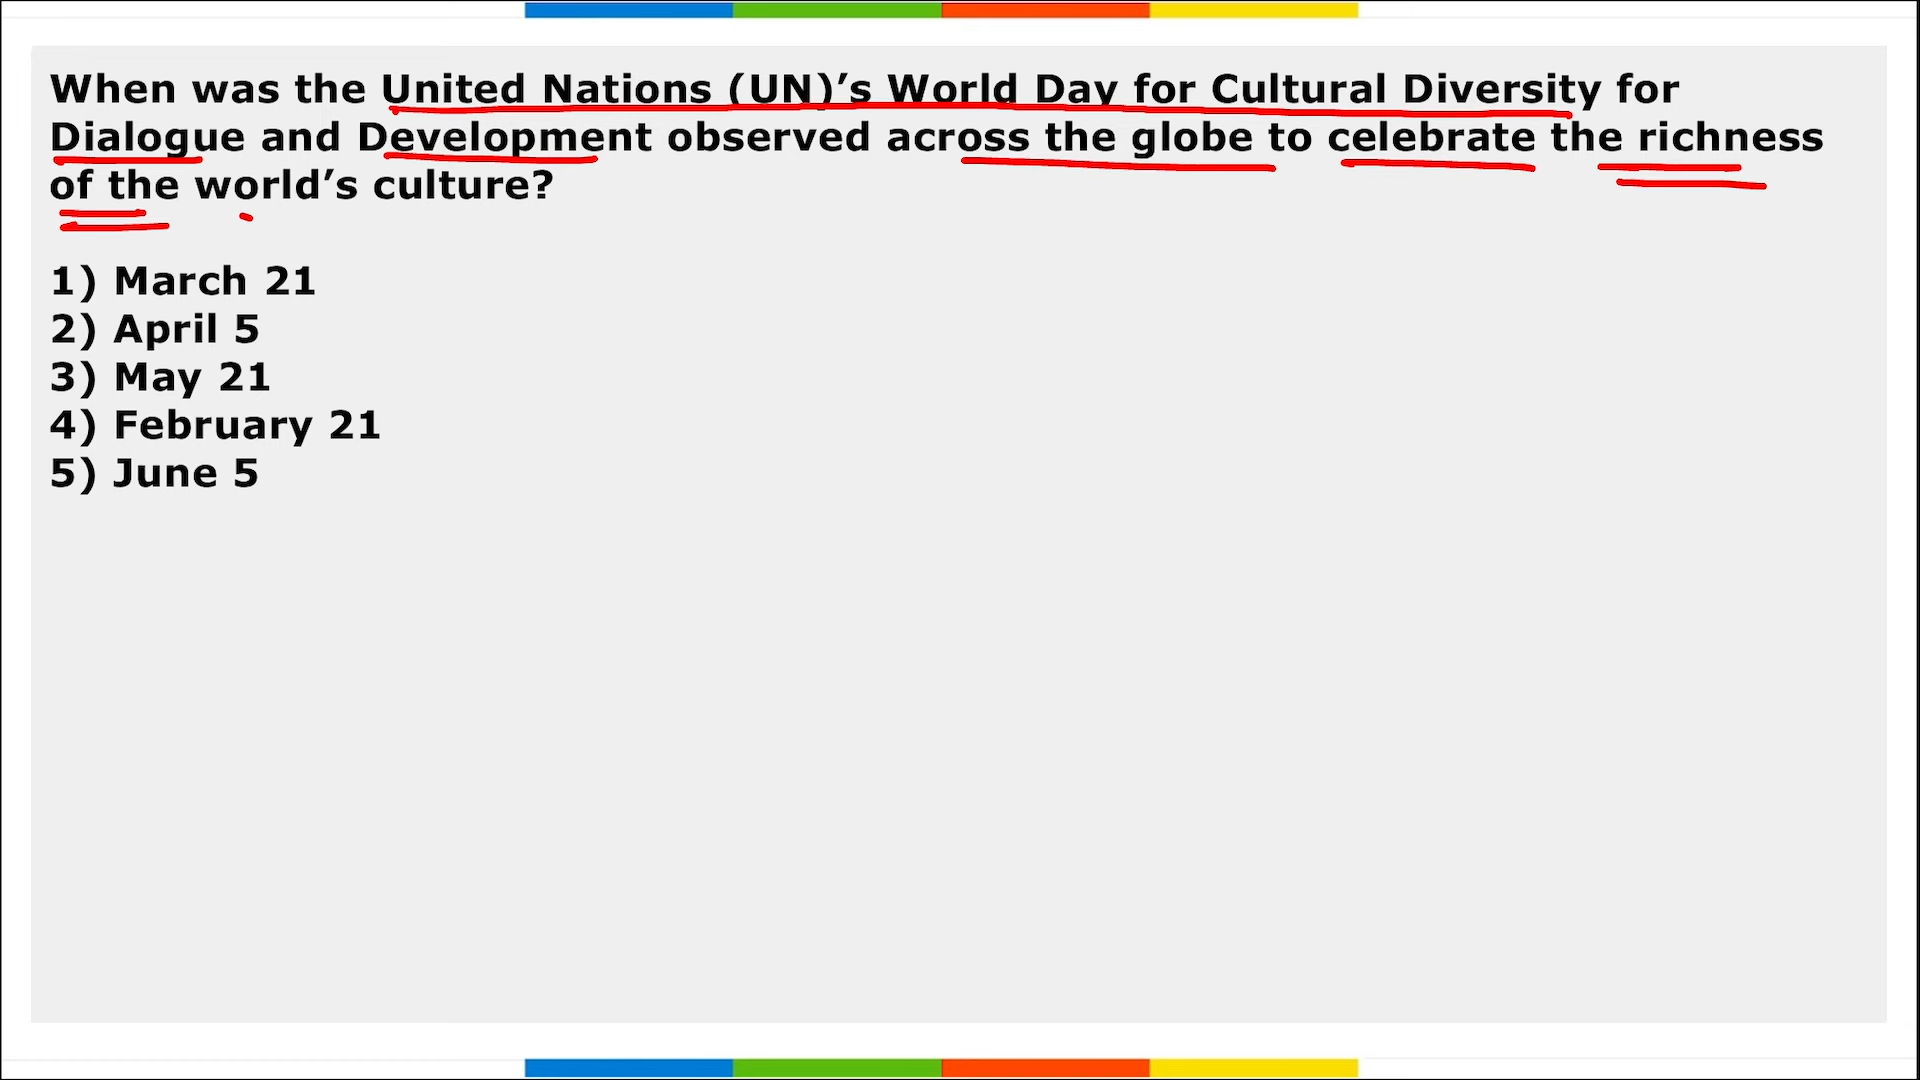 When was the United Nations (UN)’s World Day for Cultural Diversity for
Dialogue and Development observed across the globe to celebrate the richness
of the world’s culture?
1) March 21
2) April 5
3) May 21
4) February 21
5) June 5